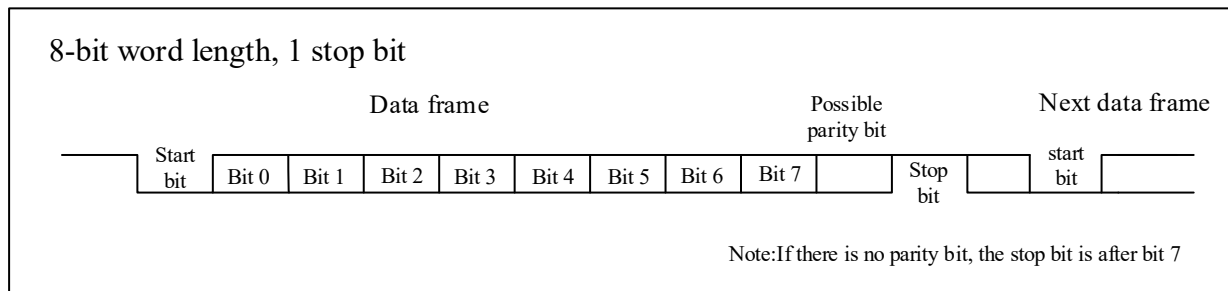 8-bit word length, 1 stop bit
Data frame
Possible
parity bit
Next data frame
Start
bit
Bit 0
Bit 1
Bit 2
Bit 3
Bit 4
Bit 5
Bit 6
Bit 7
Stop
bit
start
bit
Note:If there is no parity bit, the stop bit is after bit 7